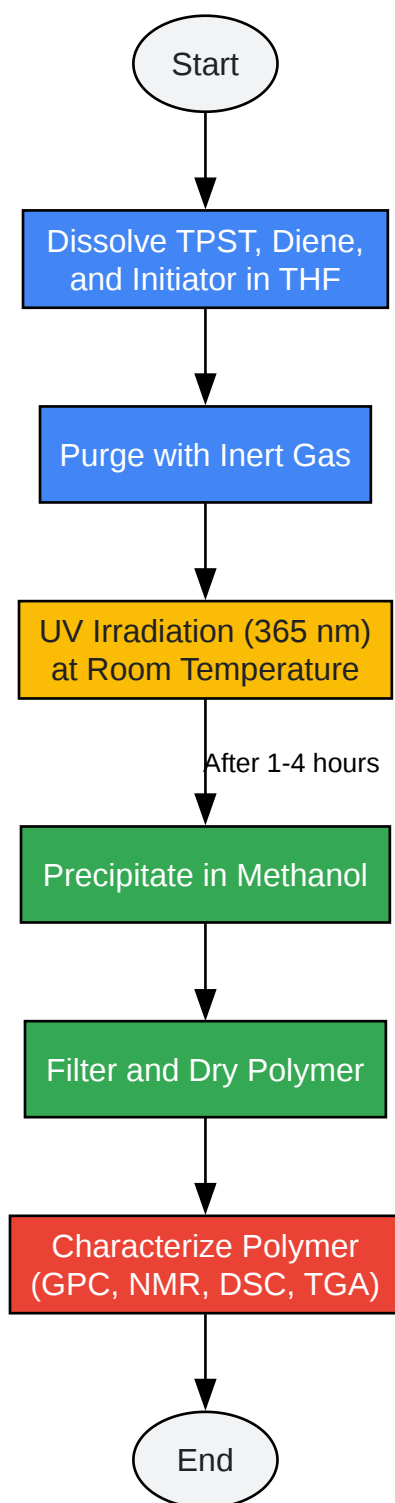 Start
Dissolve TPST, Diene,
and Initiator in THF
Purge with Inert Gas
UV Irradiation (365 nm)
at Room Temperature
After 1-4 hours
Precipitate in Methanol
Filter and Dry Polymer
Characterize Polymer
(GPC, NMR, DSC, TGA)
End